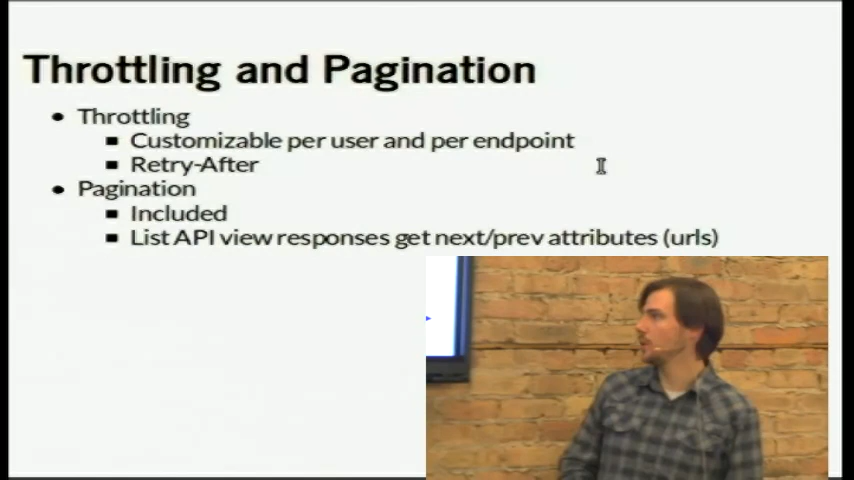 Throttling and Pagination
Throttling
Customizable per user and per endpoint
Retry-After
Pagination
Included
List API view responses get next/prev attributes (urls)